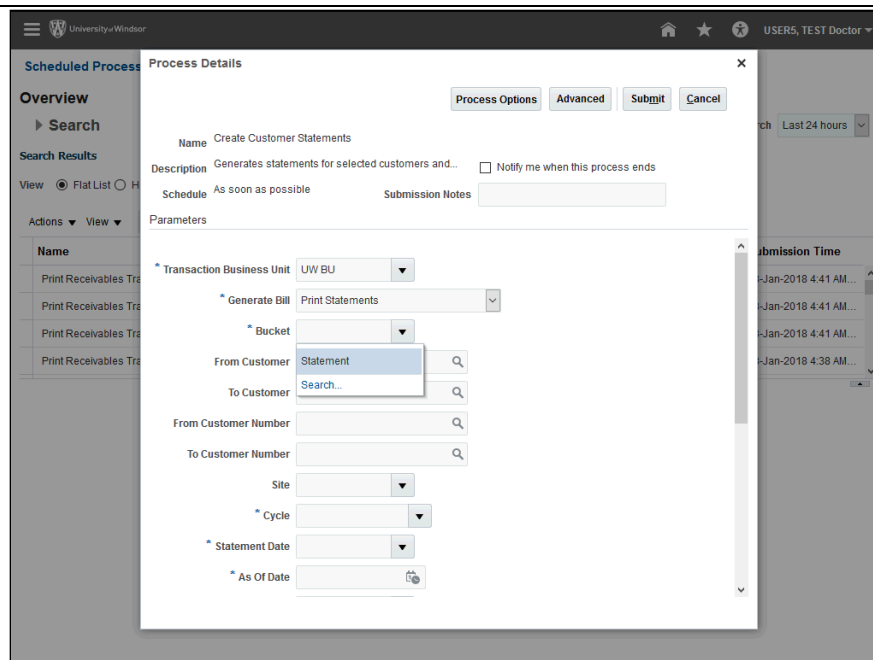 University of Windsor
USER5, TEST Doctor
Scheduled Process
Process Details
Overview
Process Options Advanced Submit Cancel
Search
rch Last 24 hours
Name Create Customer Statements
Search Results
Description Generates statements for selected customers and... Notify me when this process ends
View Flat List H
Schedule As soon as possible Submission Notes
Actions View Parameters
Name
ubmission Time
* Transaction Business Unit UW BU
Print Receivables Tra
-Jan-2018 4:41 AM...
* Generate Bill Print Statements
Print Receivables Tra
-Jan-2018 4:41 AM...
* Bucket
Print Receivables Tra
-Jan-2018 4:41 AM...
From Customer Statement
Print Receivables Tra
-Jan-2018 4:38 AM...
Search...
To Customer
From Customer Number
To Customer Number
Site
* Cycle
* Statement Date
* As Of Date